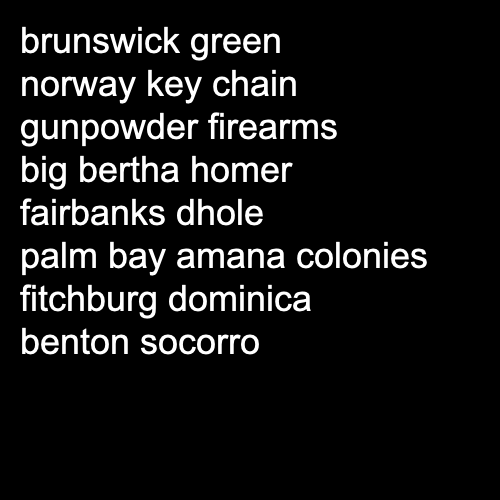 brunswick green
norway key chain
gunpowder firearms
big bertha homer
fairbanks dhole
palm bay amana colonies
fitchburg dominica
benton socorro